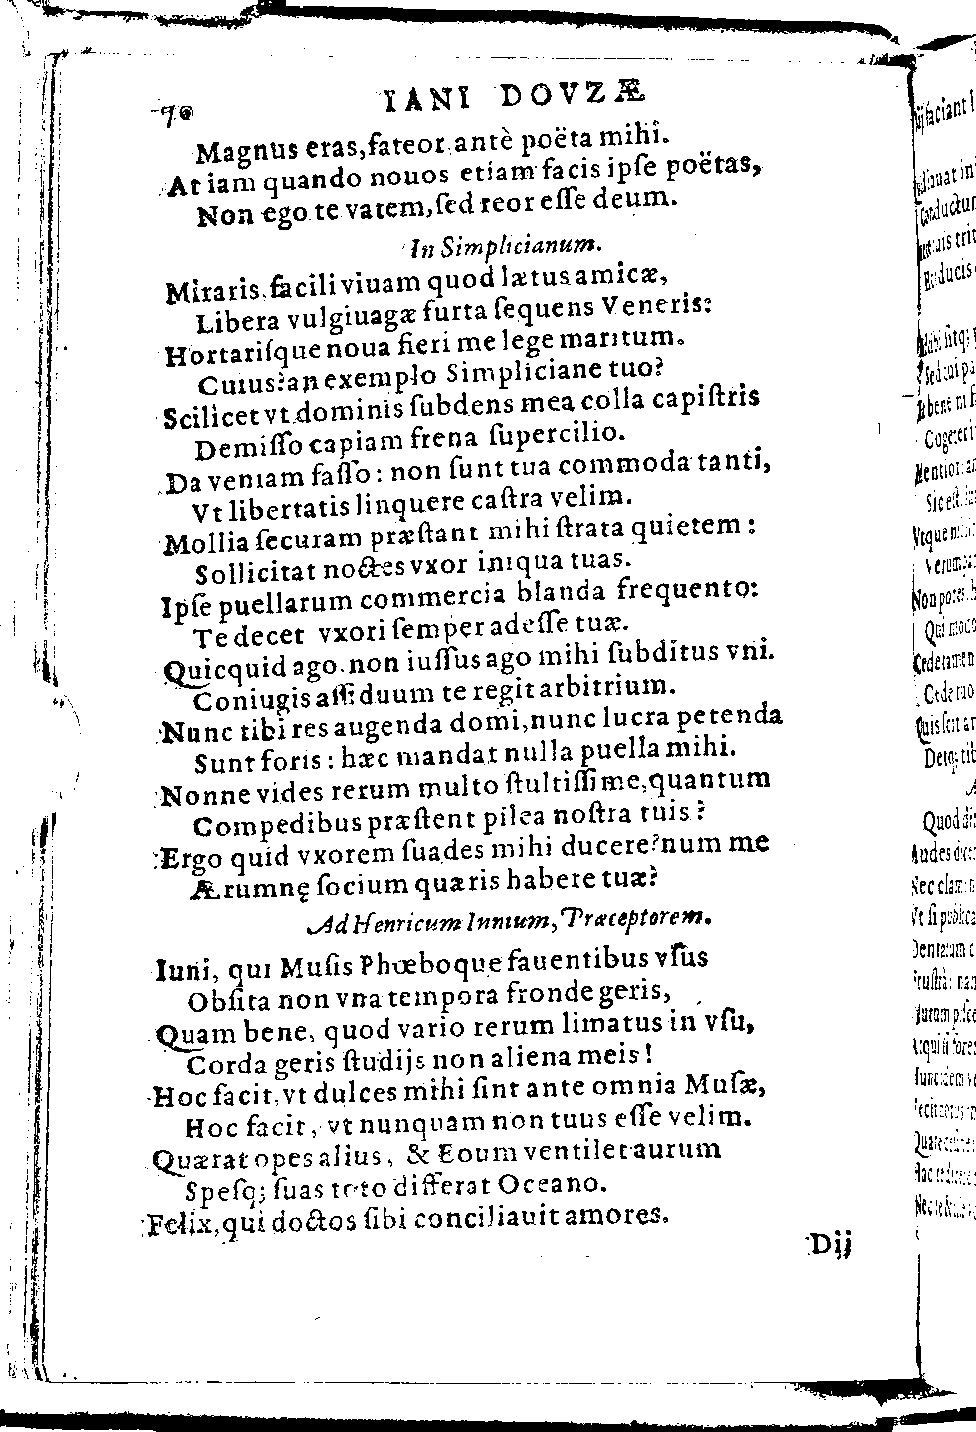 70 IANI DOVZÆ
Magnus eras, fateor antè poëta mihi.
At iam quando nouos etiam facis ipſe poëtas,
Non ego te vatem, ſed reor eſſe deum.
In Simplicianum.
Miraris, facili viuam quod lætus amicæ,
Libera vulgiuagæ furta ſequens Veneris:
Hortariſque noua fieri me lege maritum.
Cuius? an exemplo Simpliciane tuo?
Scilicet vt dominis ſubdens mea colla capiſtris
Demiſſo capiam frena ſupercilio.
Da veniam faſſo: non ſunt tua commoda tanti,
Vt libertatis linquere caſtra velim.
Mollia ſecuram præſtant mihi ſtrata quietem:
Sollicitat noctes vxor iniqua tuas.
Ipſe puellarum commercia blanda frequento:
Te decet vxori ſemper adeſſe tuæ.
Quicquid ago, non iuſſus ago mihi ſubditus vni.
Coniugis aſſiduum te regit arbitrium.
Nunc tibi res augenda domi, nunc lucra petenda
Sunt foris: hæc mandat nulla puella mihi.
Nonne vides rerum multo ſtultiſſime, quantum
Compedibus præſtent pilea noſtra tuis?
Ergo quid vxorem ſuades mihi ducere? num me
Ærumnę ſocium quæris habere tuæ?
Ad Henricum Iunium, Præceptorem.
Iuni, qui Muſis Phœboque fauentibus vſus
Obſita non vna tempora fronde geris,
Quam bene, quod vario rerum limatus in vſu,
Corda geris ſtudijs non aliena meis!
Hoc facit, vt dulces mihi ſint ante omnia Muſæ,
Hoc facit, vt nunquam non tuus eſſe velim.
Quærat opes alius, & Eoum ventilet aurum
Speſq; ſuas toto differat Oceano.
Felix, qui doctos ſibi conciliauit amores.
Dij